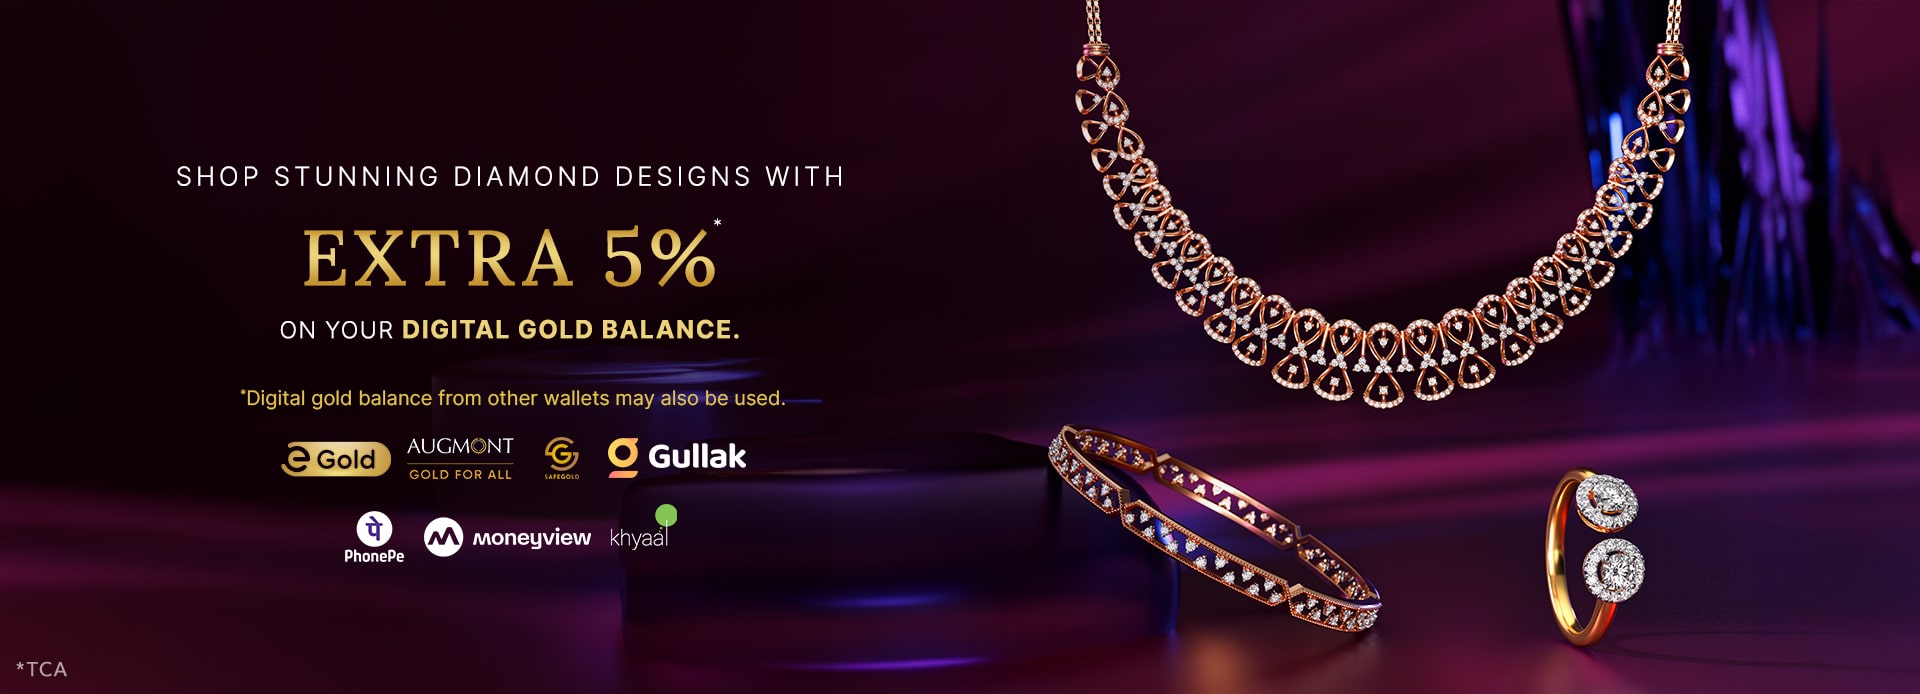 SHOP STUNNING DIAMOND DESIGNS WITH
EXTRA 5%*
ON YOUR DIGITAL GOLD BALANCE.
*Digital gold balance from other wallets may also be used.
e Gold
AUGMONT
GOLD FOR ALL
SAFEGOLD
Gullak
पे
PhonePe
moneyview
khyaal
*TCA